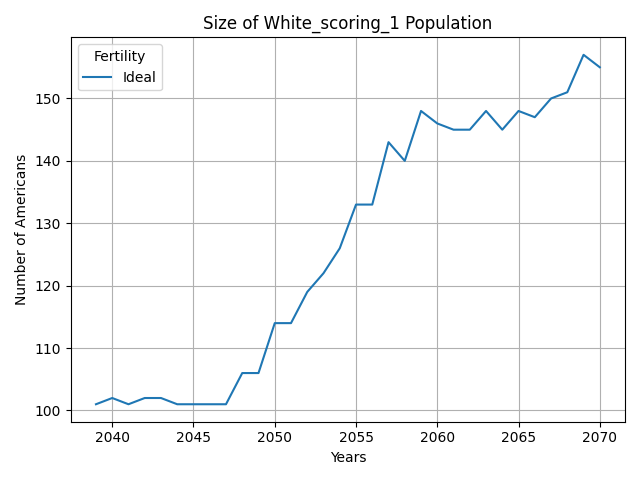 Size of White_scoring_1 Population
Fertility
Ideal
Number of Americans
150
140
130
120
110
100
2040 2045 2050 2055 2060 2065 2070
Years